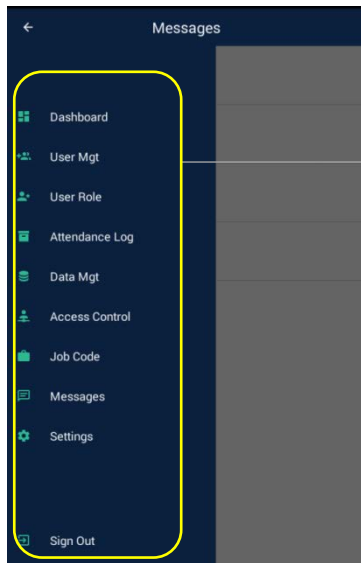 Messages
Dashboard
User Mgt
User Role
Attendance Log
Data Mgt
Access Control
Job Code
Messages
Settings
Sign Out